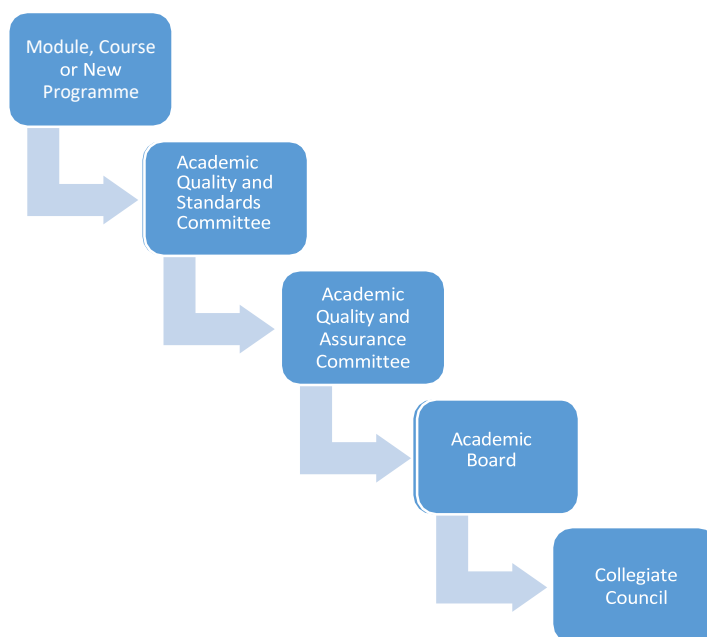 Module, Course
or New
Programme
Academic
Quality and
Standards
Committee
Academic
Quality and
Assurance
Committee
Academic
Board
Collegiate
Council